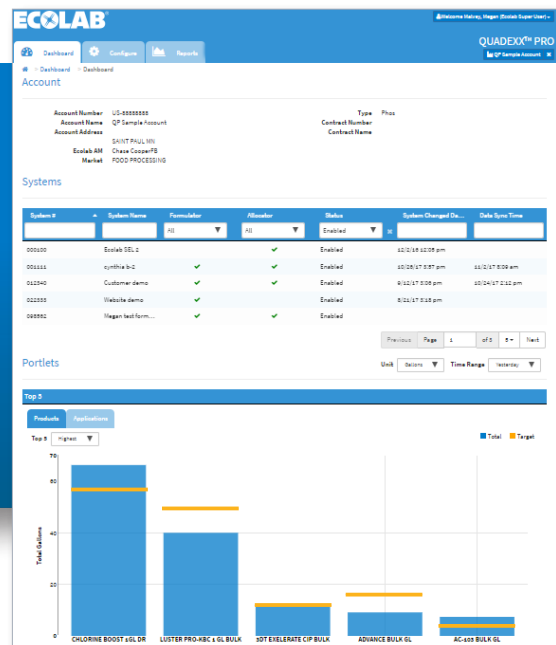 ECOLAB®
Welcome Melvey, Megan (Ecolab Super User)
QUADEXX™ PRO
Dashboard Configure Reports
QP Sample Account
Dashboard Dashboard
Account
Account Number US-88888888
Type Phos
Account Name QP Sample Account
Contract Number
Account Address
Contract Name
SAINT PAUL MN
Ecolab AM Chase CooperFB
Market FOOD PROCESSING
Systems
System # System Name Formulator Allocator Status System Changed Da... Date Sync Time
All All Enabled
000100 Ecolab SEL 2 Enabled 12/2/16 12:05 pm
001111 cynthia b-2 Enabled 10/26/17 5:57 pm 11/2/17 5:09 am
012340 Customer demo Enabled 9/12/17 3:06 pm 10/24/17 2:12 pm
022333 Website demo Enabled 8/21/17 3:18 pm
098562 Megan test form... Enabled
Previous Page 1 of 3 5 Next
Portlets
Unit Gallons Time Range Yesterday
Top 5
Products Applications
Top 5 Highest
Total Target
70
60
40
20
0
Total Gallons
CHLORINE BOOST 5GL DR LUSTER PRO-KBC 1 GL BULK 3DT EXELERATE CIP BULK ADVANCE BULK GL AC-103 BULK GL